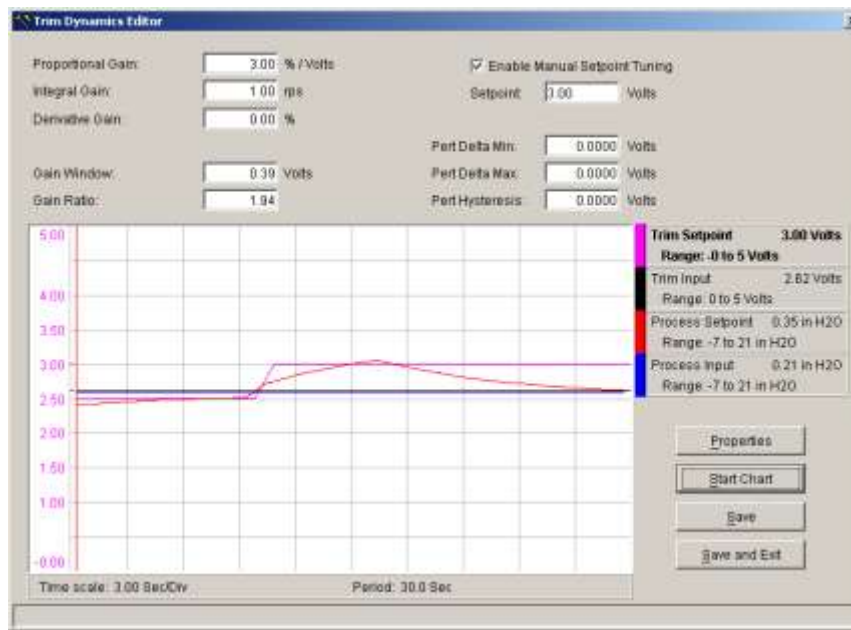 Trim Dynamics Editor
Proportional Gain: 3.00 % / Volts
Integral Gain: 1.00 rps
Derivative Gain: 0.00 %
Gain Window: 0.39 Volts
Gain Ratio: 1.94
Enable Manual Setpoint Tuning
Setpoint: 3.00 Volts
Pert Delta Min: 0.0000 Volts
Pert Delta Max: 0.0000 Volts
Pert Hysteresis: 0.0000 Volts
5.00
4.00
3.50
3.00
2.50
2.00
1.50
1.00
-0.00
Trim Setpoint 3.00 Volts
Range: -0 to 5 Volts
Trim Input 2.62 Volts
Range: 0 to 5 Volts
Process Setpoint 0.35 in H2O
Range: -7 to 21 in H2O
Process Input 0.21 in H2O
Range: -7 to 21 in H2O
Properties
Start Chart
Save
Save and Exit
Time scale: 3.00 Sec/Div Period: 30.0 Sec